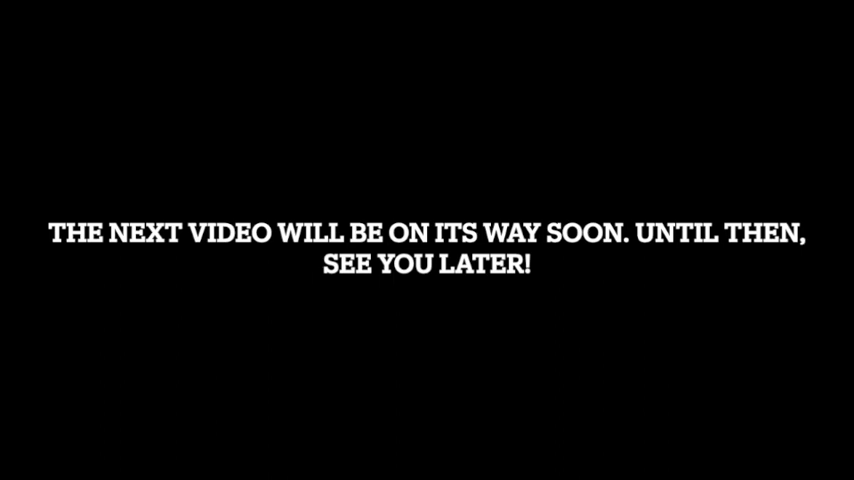 THE NEXT VIDEO WILL BE ON ITS WAY SOON. UNTIL THEN,
SEE YOU LATER!